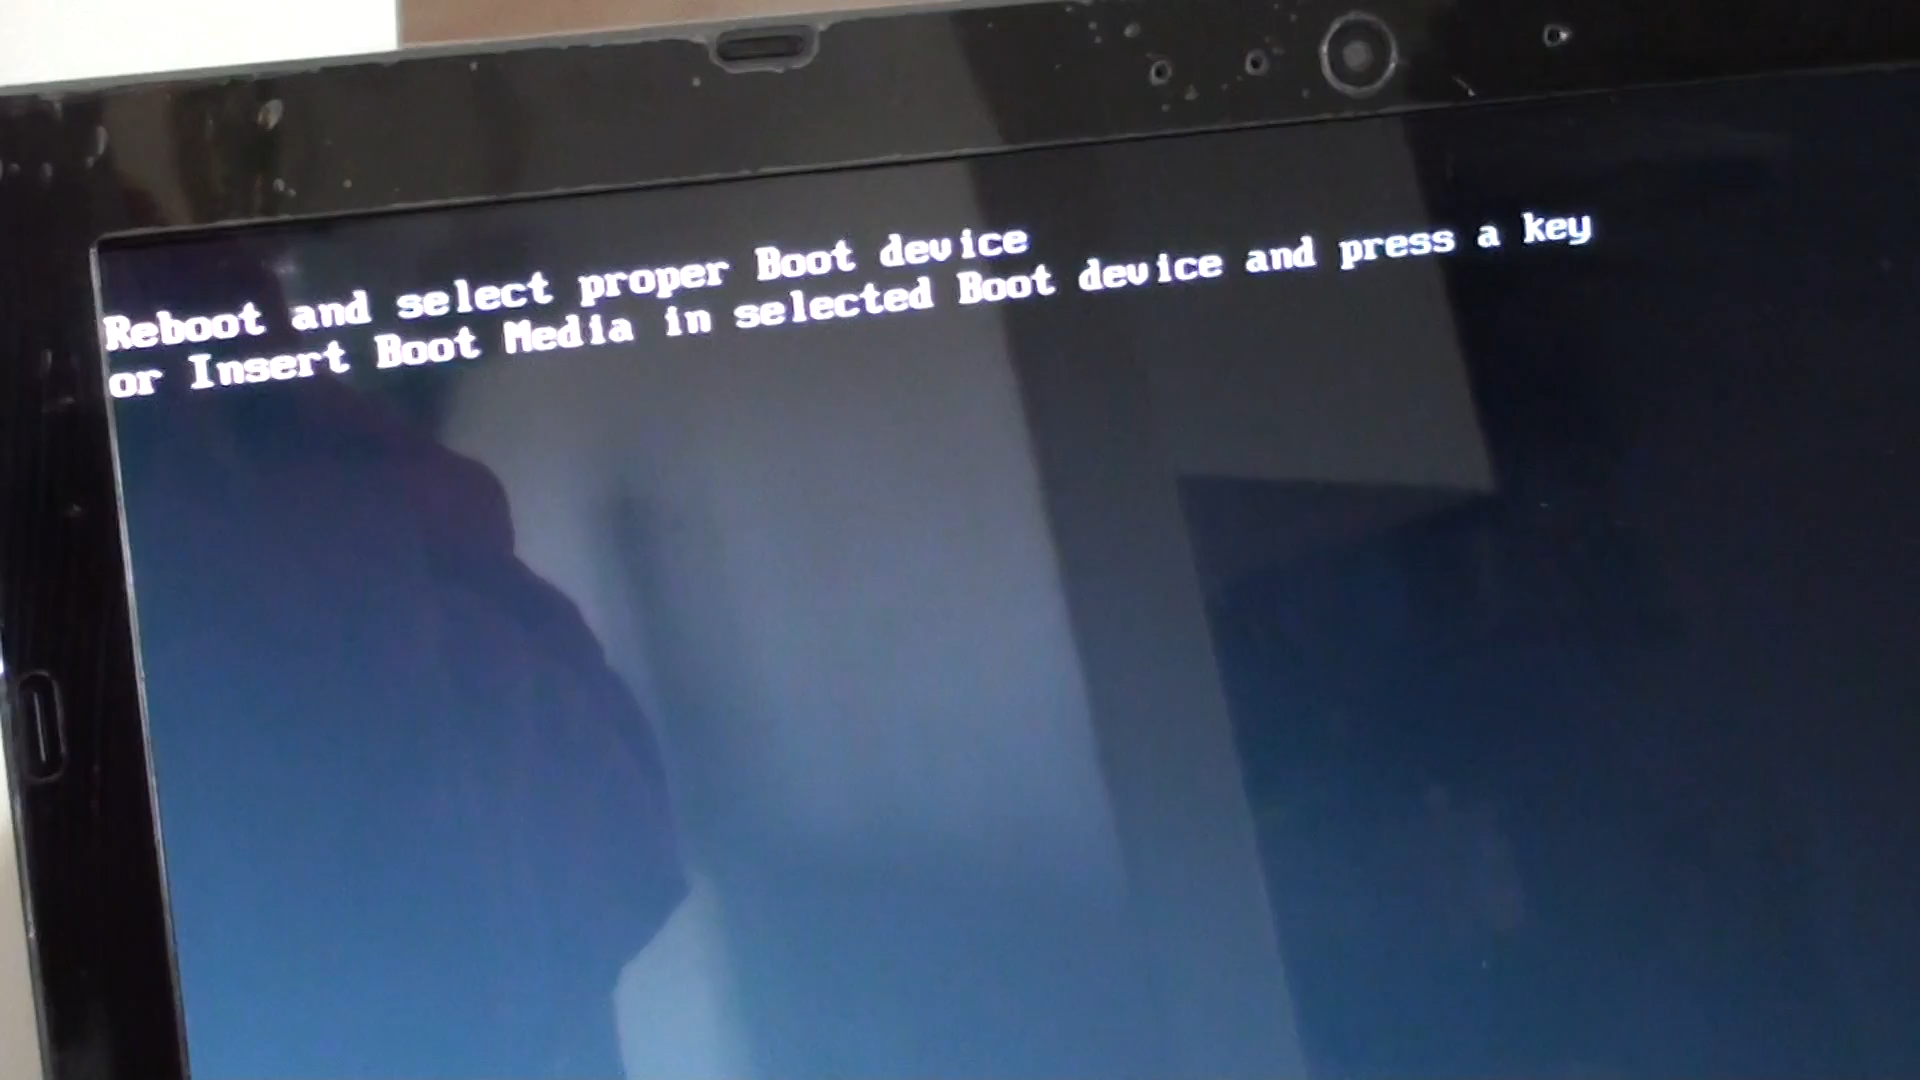 Reboot and select proper Boot device
or Insert Boot Media in selected Boot device and press a key